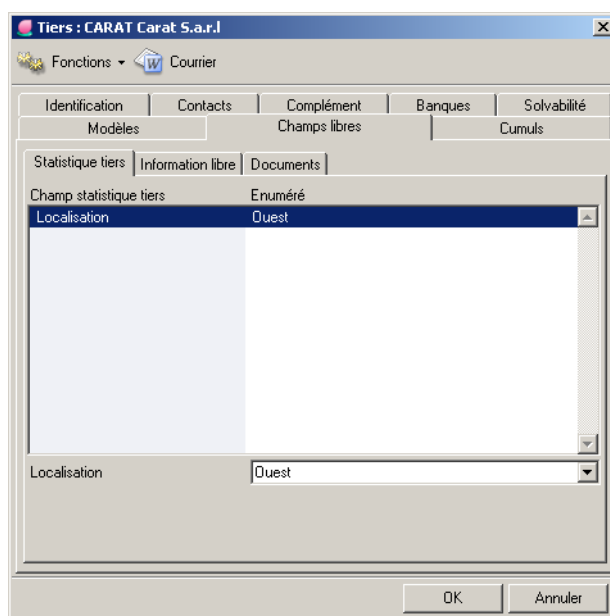 Tiers : CARAT Carat S.a.r.l
Fonctions Courrier
Identification Contacts Complément Banques Solvabilité
Modèles Champs libres Cumuls
Statistique tiers Information libre Documents
Champ statistique tiers Enuméré
Localisation Ouest
Localisation Ouest
OK Annuler